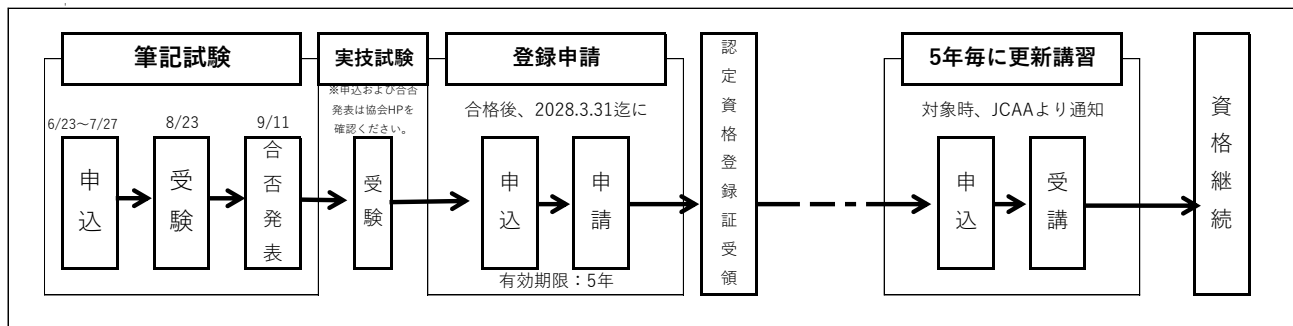 筆記試験
6/23～7/27
申込
8/23
受験
9/11
合否発表
実技試験
※申込および合否
発表は協会HPを
確認ください。
受験
登録申請
合格後、2028.3.31迄に
申込
申請
有効期限：5年
認定資格登録証受領
5年毎に更新講習
対象時、JCAAより通知
申込
受講
資格継続